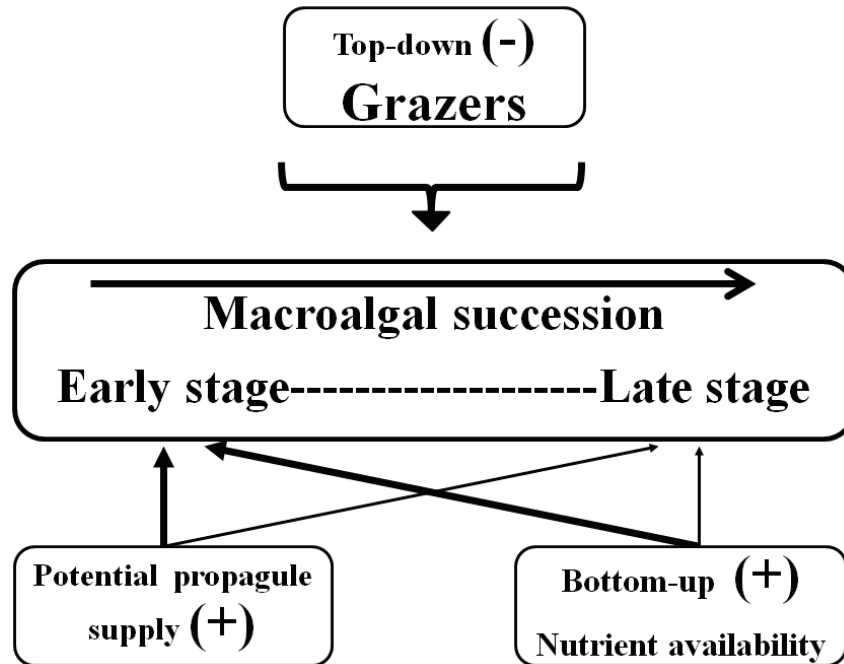 Top-down (-)
Grazers
Macroalgal succession
Early stage-------------------Late stage
Potential propagule
supply (+)
Bottom-up (+)
Nutrient availability